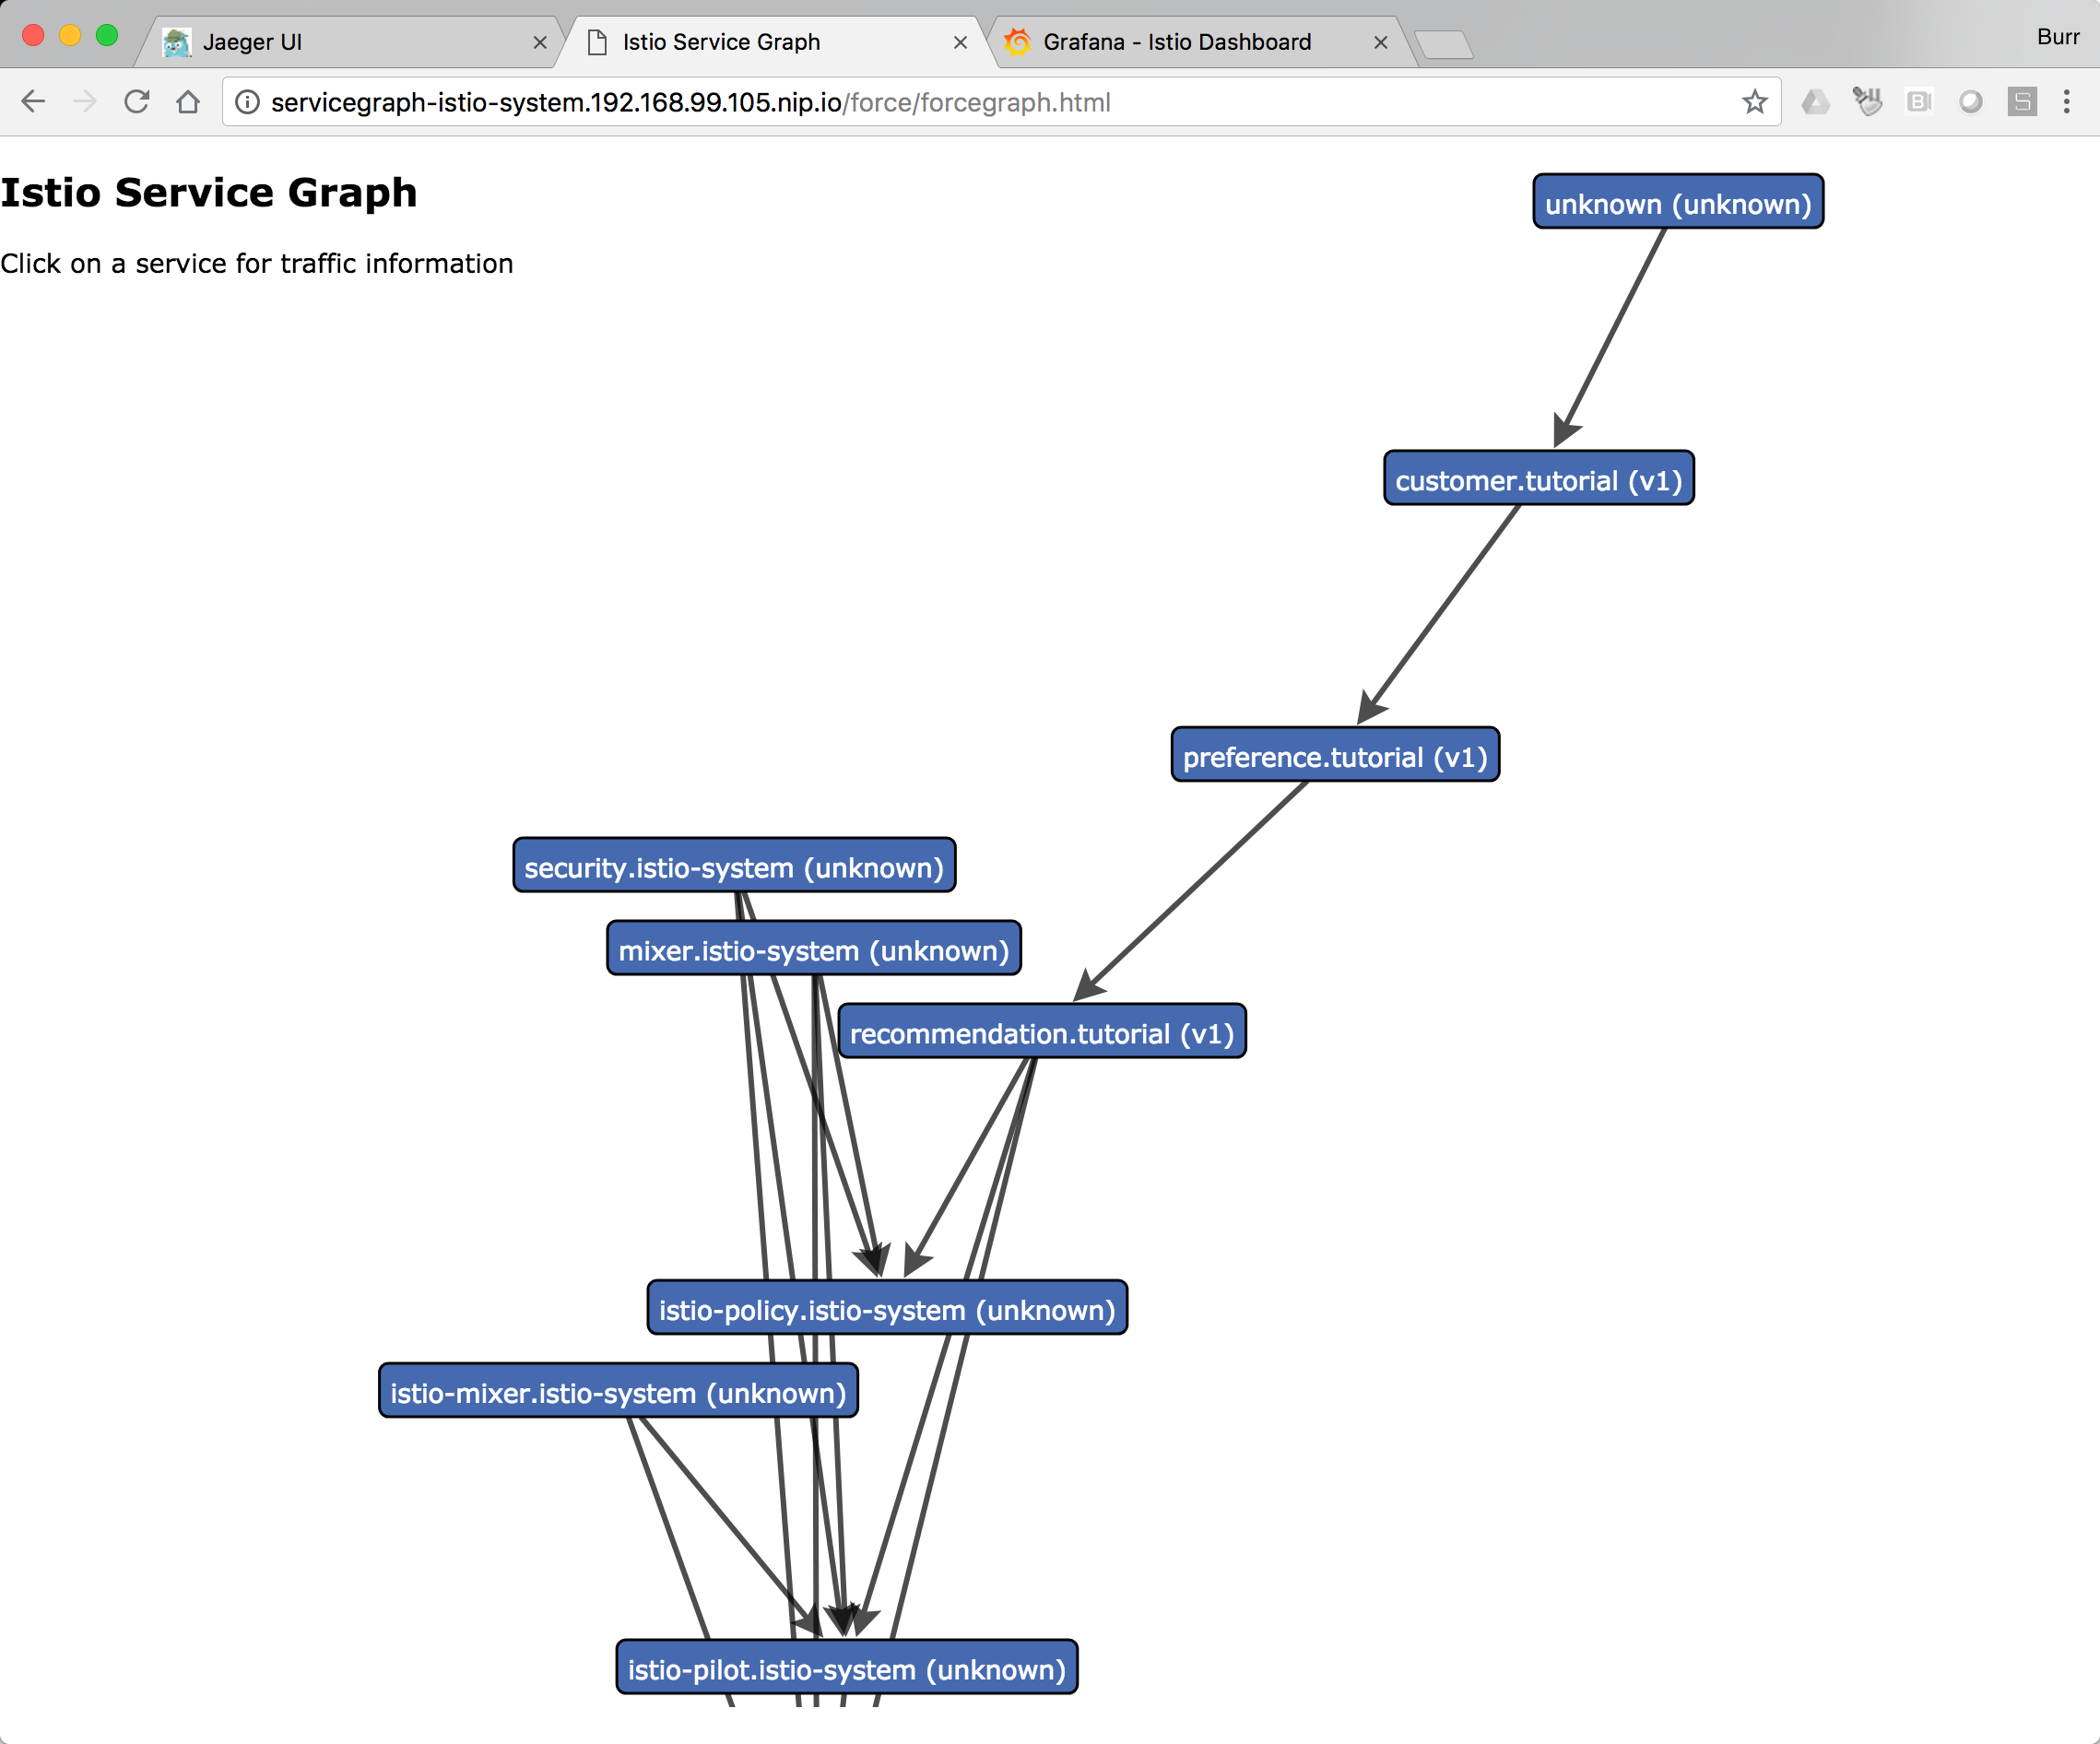 Jaeger UI
Istio Service Graph
Grafana - Istio Dashboard
Burr
servicegraph-istio-system.192.168.99.105.nip.io/force/forcegraph.html
Istio Service Graph
Click on a service for traffic information
unknown (unknown)
customer.tutorial (v1)
preference.tutorial (v1)
security.istio-system (unknown)
mixer.istio-system (unknown)
recommendation.tutorial (v1)
istio-policy.istio-system (unknown)
istio-mixer.istio-system (unknown)
istio-pilot.istio-system (unknown)